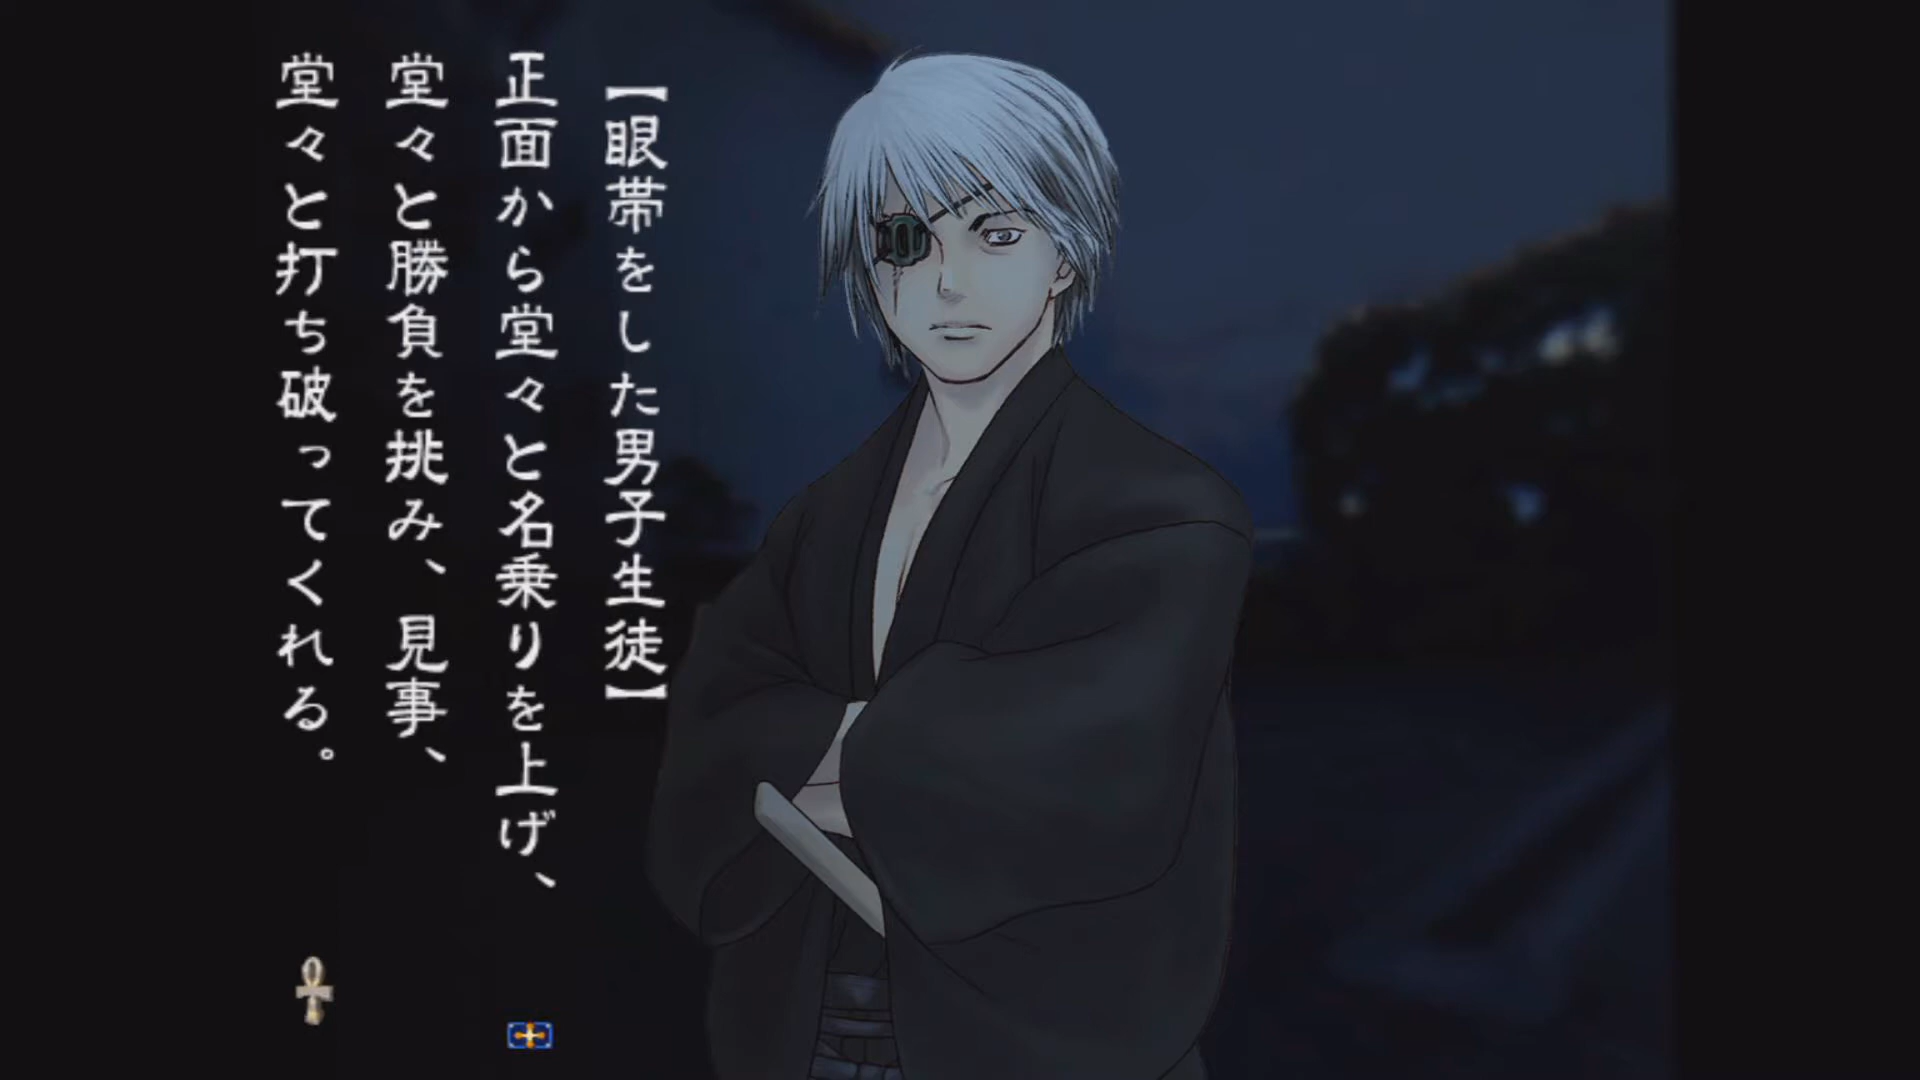 【眼帯をした男子生徒】
正面から堂々と名乗りを上げ、
堂々と勝負を挑み、見事、
堂々と打ち破ってくれる。